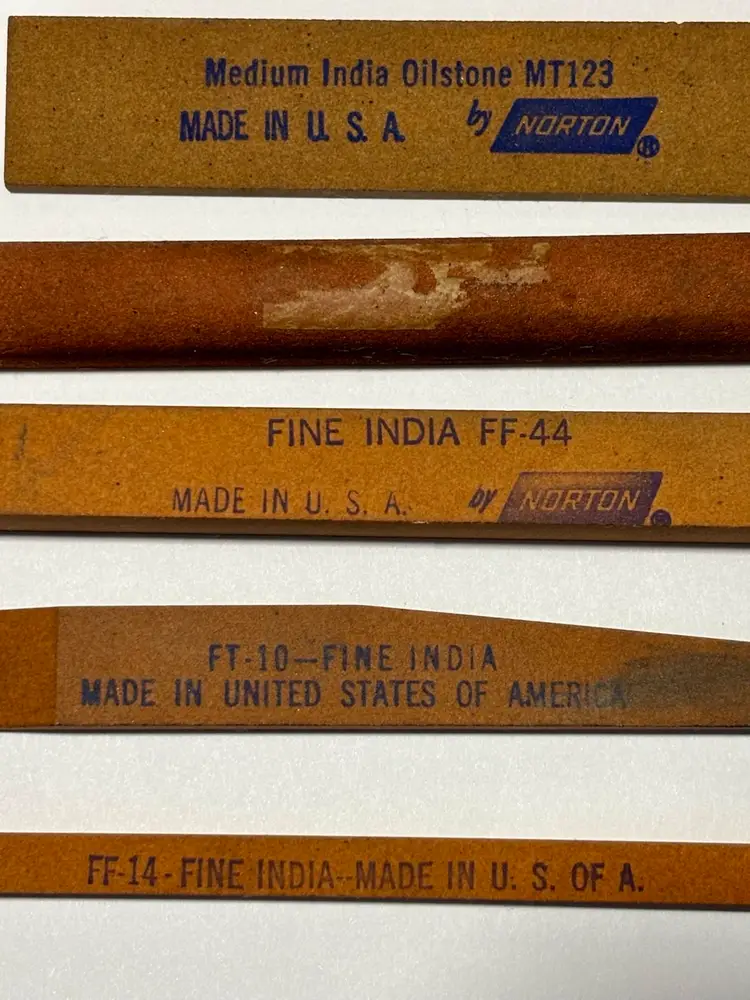 Medium India Oilstone MT123
MADE IN U. S. A. by NORTON ®
FINE INDIA FF-44
MADE IN U. S. A. by NORTON ®
FT-10—FINE INDIA
MADE IN UNITED STATES OF AMERICA
FF-14-FINE INDIA--MADE IN U. S. OF A.